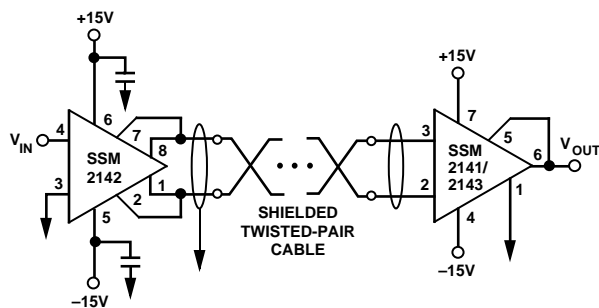 +15V
+15V
6
7
7
V_IN
4
8
3
5
V_OUT
SSM
2142
SSM
2141/
2143
6
3
1
2
1
2
SHIELDED
TWISTED-PAIR
CABLE
5
4
–15V
–15V